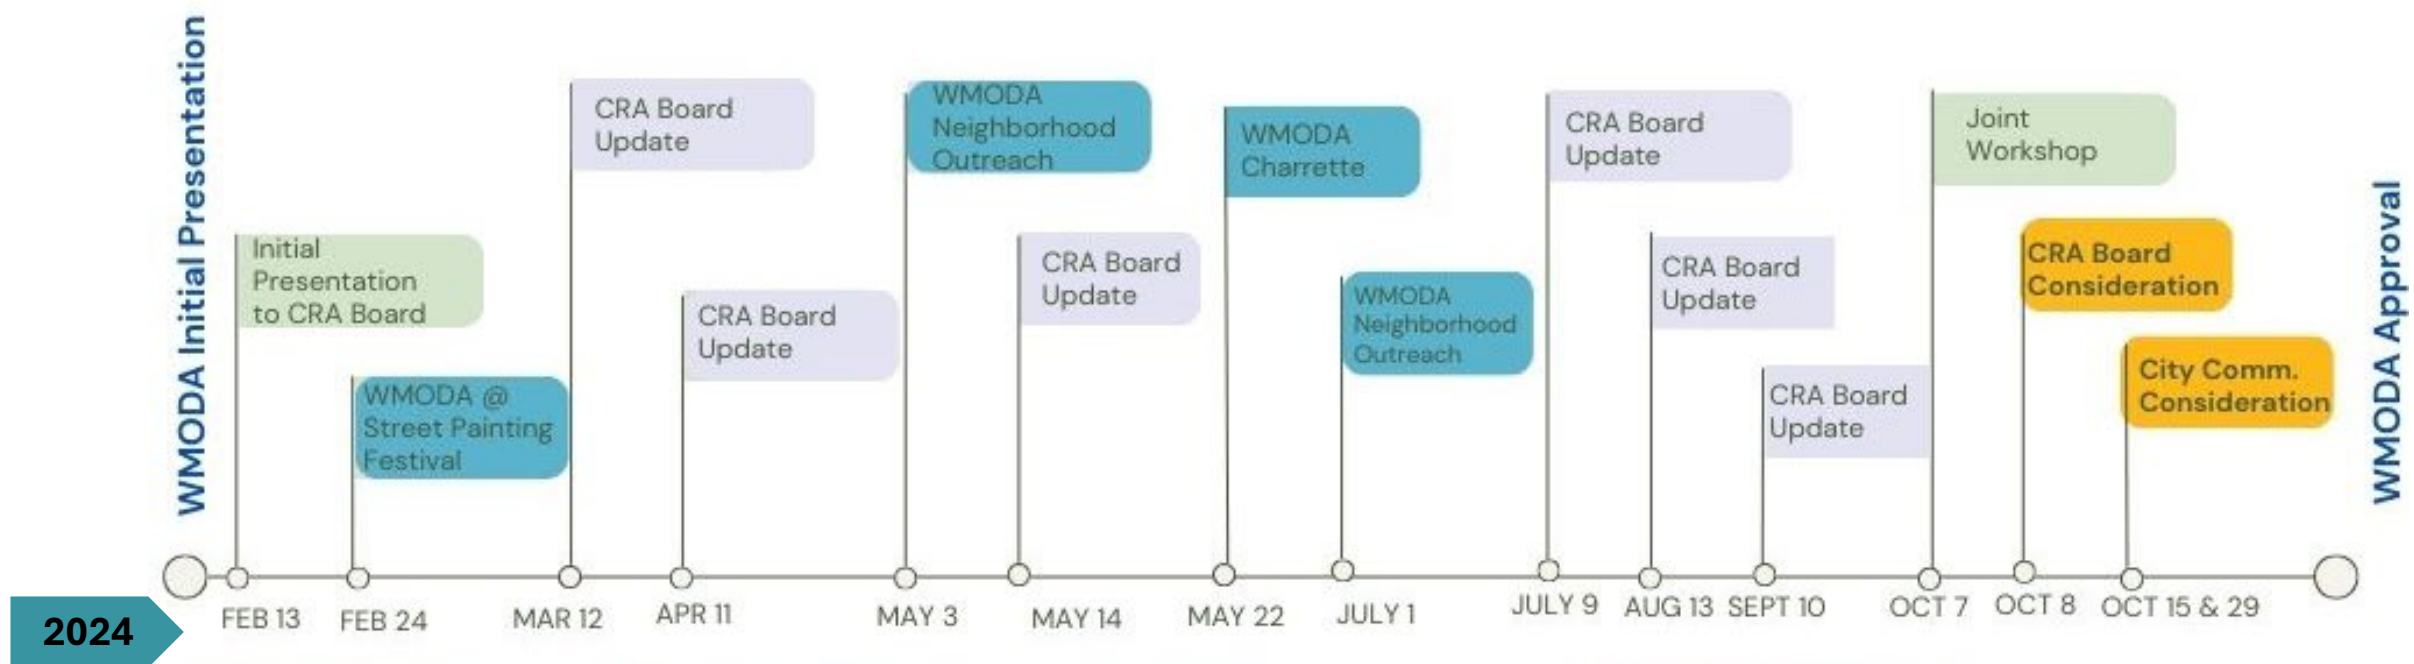 WMODA Initial Presentation
Initial
Presentation
to CRA Board
WMODA @
Street Painting
Festival
CRA Board
Update
CRA Board
Update
WMODA
Neighborhood
Outreach
CRA Board
Update
WMODA
Charrette
WMODA
Neighborhood
Outreach
CRA Board
Update
CRA Board
Update
CRA Board
Update
Joint
Workshop
CRA Board
Consideration
City Comm.
Consideration
WMODA Approval
2024
FEB 13
FEB 24
MAR 12
APR 11
MAY 3
MAY 14
MAY 22
JULY 1
JULY 9
AUG 13
SEPT 10
OCT 7
OCT 8
OCT 15 & 29